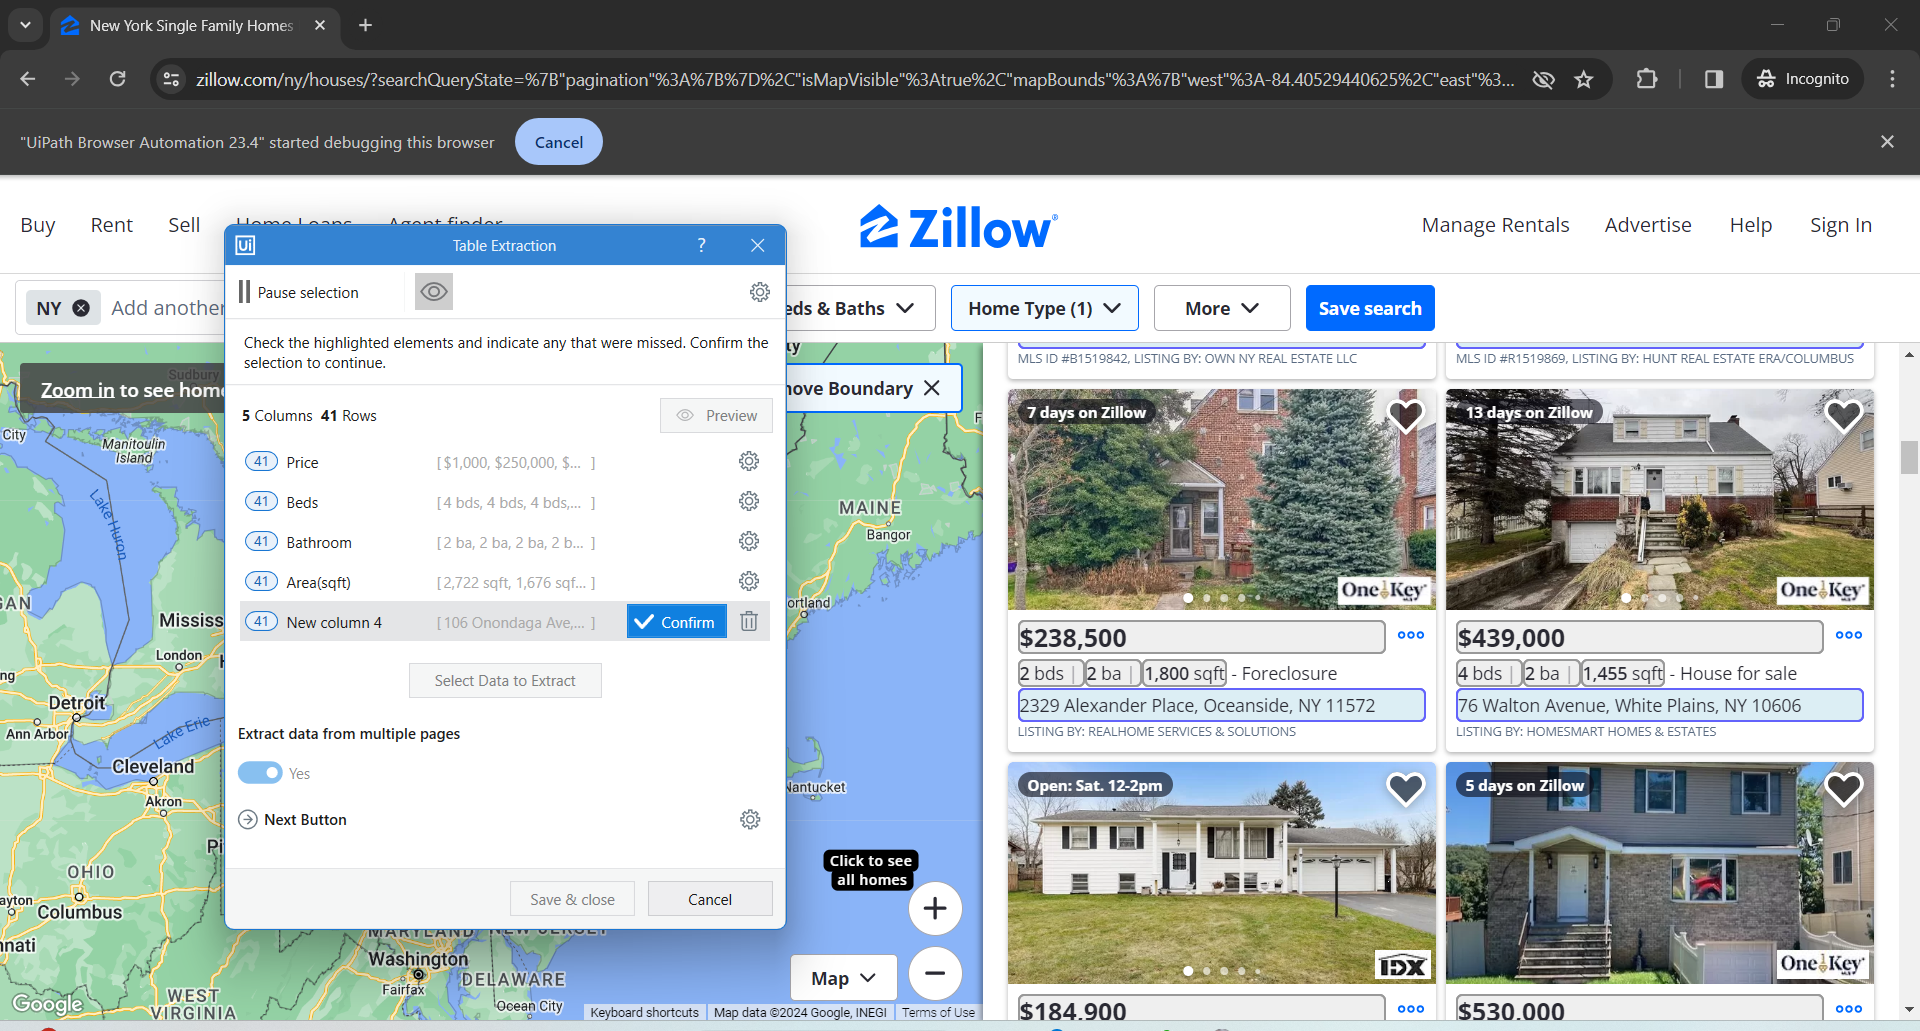 New York Single Family Homes
zillow.com/ny/houses/?searchQueryState=%7B"pagination"%3A%7B%7D%2C"isMapVisible"%3Atrue%2C"mapBounds"%3A%7B"west"%3A-84.40529440625%2C"east"%3...
Incognito
"UiPath Browser Automation 23.4" started debugging this browser
Cancel
Buy
Rent
Sell
Home Loans
Agent finder
Zillow
Manage Rentals
Advertise
Help
Sign In
NY
Add another
eds & Baths
Home Type (1)
More
Save search
Ui
Table Extraction
?
Pause selection
Check the highlighted elements and indicate any that were missed. Confirm the
selection to continue.
5 Columns 41 Rows
Preview
41 Price [ $1,000, $250,000, $... ]
41 Beds [ 4 bds, 4 bds, 4 bds,... ]
41 Bathroom [ 2 ba, 2 ba, 2 ba, 2 b... ]
41 Area(sqft) [ 2,722 sqft, 1,676 sqf... ]
41 New column 4 [ 106 Onondaga Ave,... ]
Confirm
Select Data to Extract
Extract data from multiple pages
Yes
Next Button
Save & close
Cancel
Zoom in to see home
Sudbury
City
Manitoulin
Island
Lake Huron
GAN
Mississ
London
H
ng
Detroit
Ann Arbor
Lake Erie
Cleveland
Akron
Pi
OHIO
ayton
Columbus
nnati
MARYLAND
NEW JERSEY
Washington
Fairfax
DELAWARE
Ocean City
WEST
VIRGINIA
Google
ty
move Boundary
F
MAINE
Bangor
ortland
Nantucket
Click to see
all homes
Map
Keyboard shortcuts
Map data ©2024 Google, INEGI
Terms of Use
MLS ID #B1519842, LISTING BY: OWN NY REAL ESTATE LLC
MLS ID #R1519869, LISTING BY: HUNT REAL ESTATE ERA/COLUMBUS
7 days on Zillow
OneKey
$238,500
2 bds | 2 ba | 1,800 sqft - Foreclosure
2329 Alexander Place, Oceanside, NY 11572
LISTING BY: REALHOME SERVICES & SOLUTIONS
13 days on Zillow
OneKey
$439,000
4 bds | 2 ba | 1,455 sqft - House for sale
76 Walton Avenue, White Plains, NY 10606
LISTING BY: HOMESMART HOMES & ESTATES
Open: Sat. 12-2pm
IDX
$184,900
5 days on Zillow
OneKey
$530,000